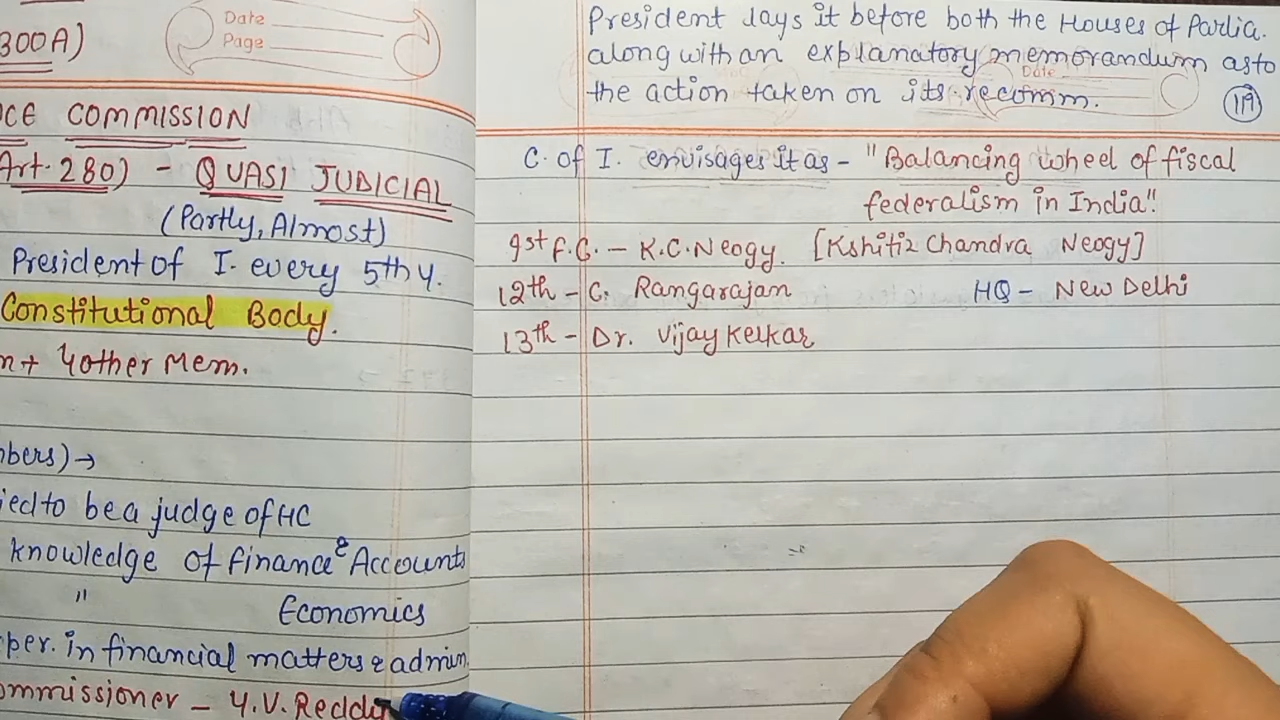 300A)
Date
Page
CE COMMISSION
Art. 280) - QUASI JUDICIAL
(Partly, Almost)
President of I. every 5th Y.
Constitutional Body.
n + 4 other Mem.
bers) →
ied to be a judge of HC
knowledge of finance & Accounts
" Economics
per. in financial matters & admin
ommissioner - Y.V. Reddy
President lays it before both the Houses of Parlia.
along with an explanatory memorandum as to
Date
the action taken on its recomm.
119
C. of I. envisages it as - "Balancing wheel of fiscal
federalism in India".
1st F.C. - K.C. Neogy. [Kshitiz Chandra Neogy]
12th - C. Rangarajan HQ - New Delhi
13th - Dr. Vijay Kelkar